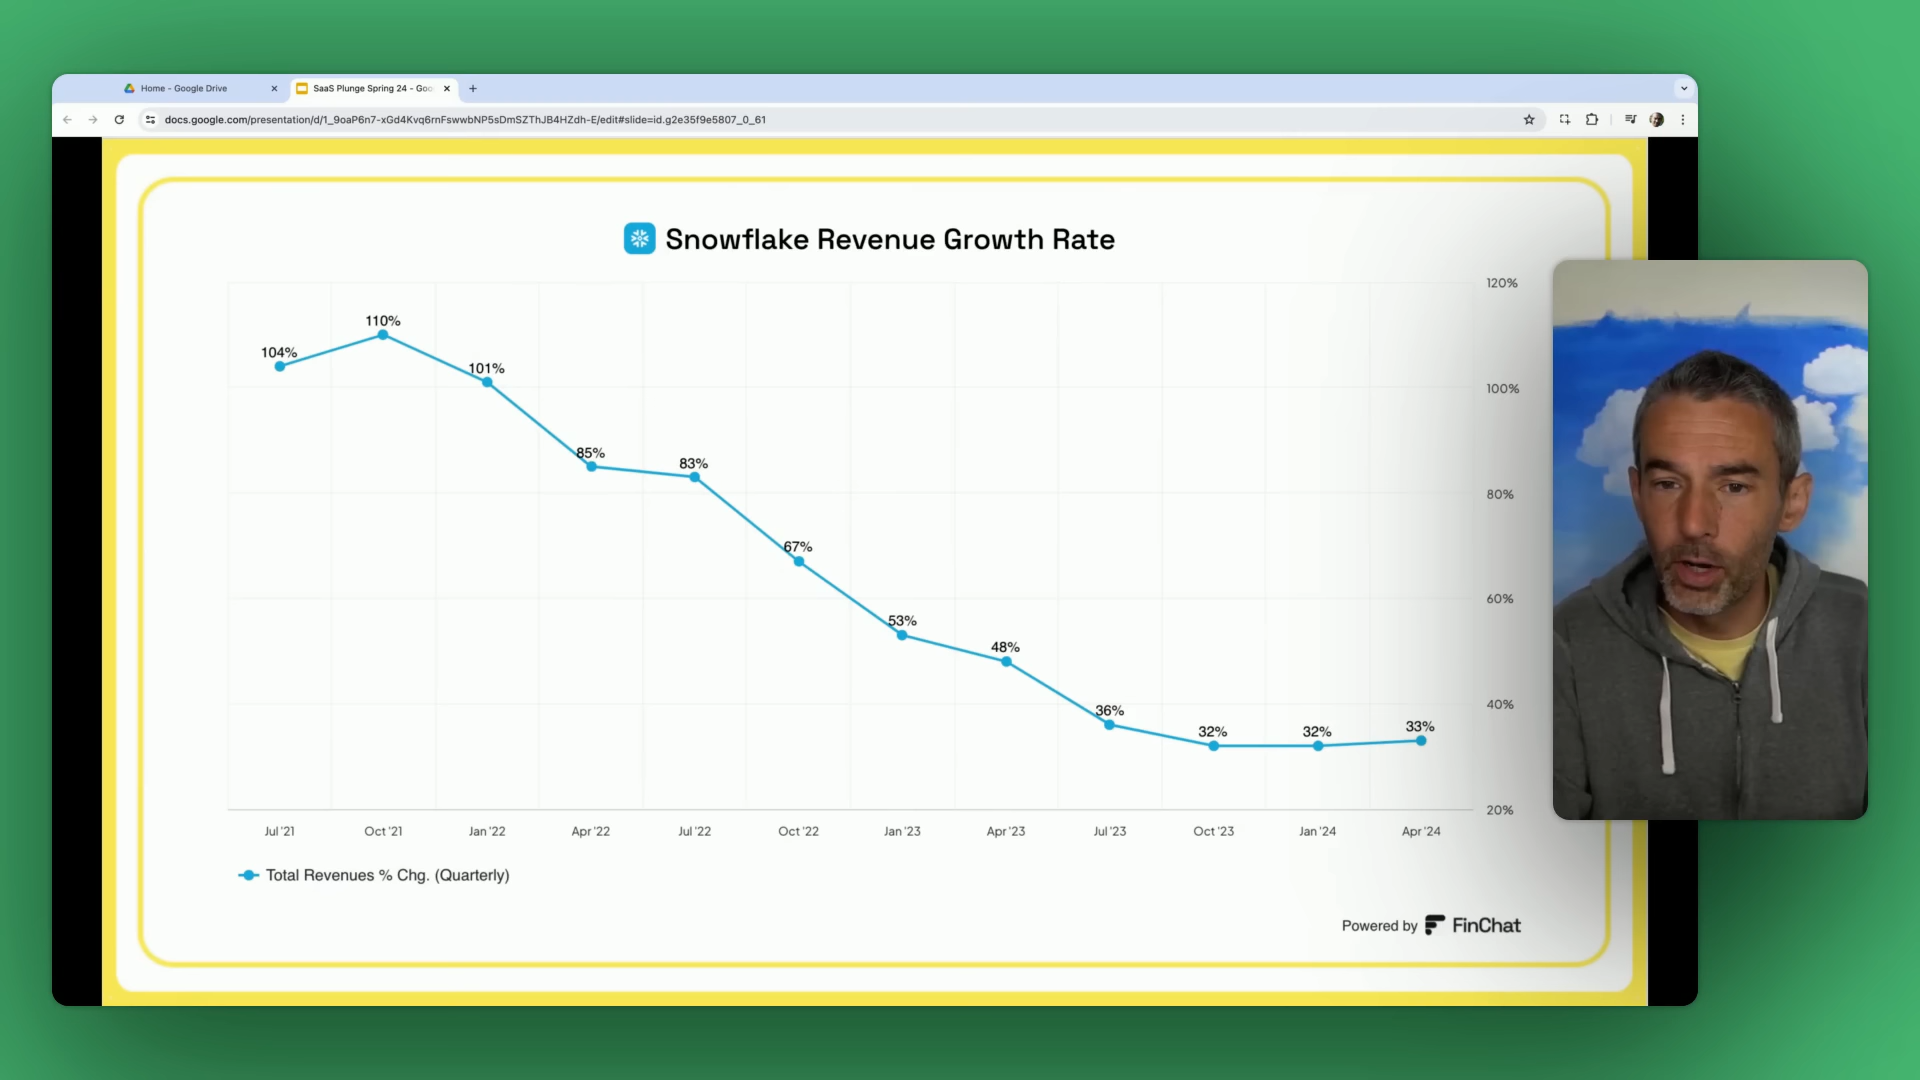 Home - Google Drive
SaaS Plunge Spring 24 - Goo
docs.google.com/presentation/d/1_9oaP6n7-xGd4Kvq6rnFswwbNP5sDmSZThJB4HZdh-E/edit#slide=id.g2e35f9e5807_0_61
Snowflake Revenue Growth Rate
120%
100%
80%
60%
40%
20%
104%
110%
101%
85%
83%
67%
53%
48%
36%
32%
32%
33%
Jul '21
Oct '21
Jan '22
Apr '22
Jul '22
Oct '22
Jan '23
Apr '23
Jul '23
Oct '23
Jan '24
Apr '24
Total Revenues % Chg. (Quarterly)
Powered by FinChat